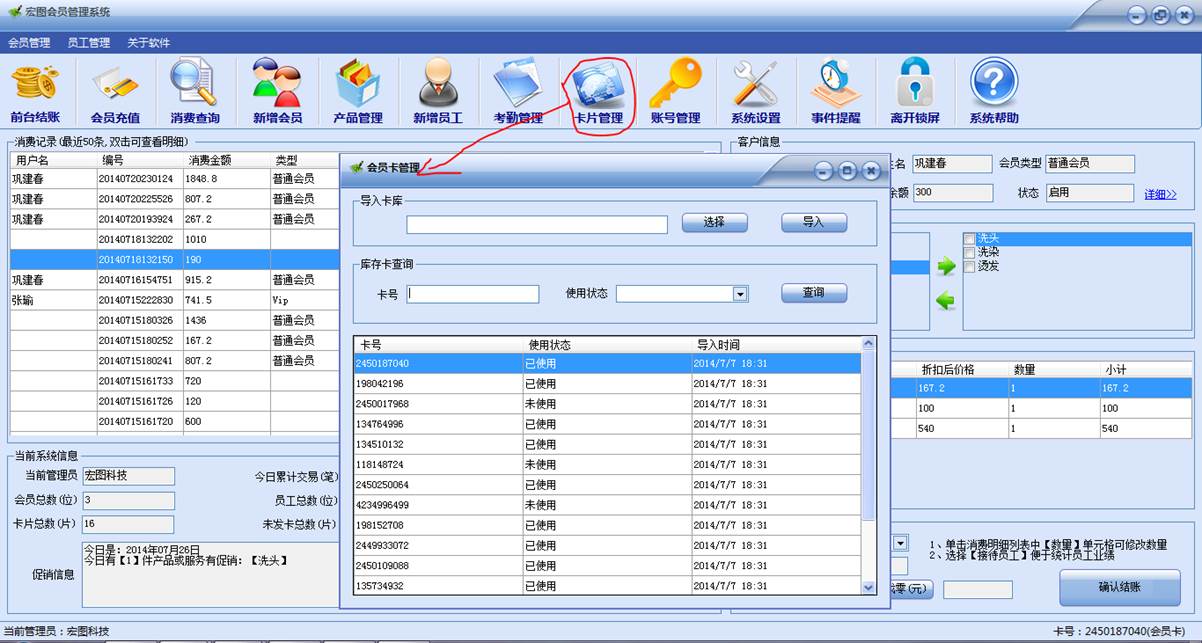 宏图会员管理系统
会员管理 员工管理 关于软件
前台结账 会员充值 消费查询 新增会员 产品管理 新增员工 考勤管理 卡片管理 账号管理 系统设置 事件提醒 离开锁屏 系统帮助
消费记录(最近50条,双击可查看明细)
用户名 编号 消费金额 类型
巩建春 20140720230124 1848.8 普通会员
巩建春 20140720225526 807.2 普通会员
巩建春 20140720193924 267.2 普通会员
20140718132202 1010
20140718132150 190
巩建春 20140716154751 915.2 普通会员
张瑜 20140715222830 741.5 Vip
20140715180326 1436 普通会员
20140715180252 167.2 普通会员
20140715180241 807.2 普通会员
20140715161733 720
20140715161726 120
20140715161720 600
当前系统信息
当前管理员 宏图科技 今日累计交易(笔)
会员总数(位) 3 员工总数(位)
卡片总数(片) 16 未发卡总数(片)
促销信息
今日是: 2014年07月26日
今日有【1】件产品或服务有促销: 【洗头】
会员卡管理
导入卡库
选择 导入
库存卡查询
卡号 使用状态 查询
卡号 使用状态 导入时间
2450187040 已使用 2014/7/7 18:31
198042196 已使用 2014/7/7 18:31
2450017968 未使用 2014/7/7 18:31
134764996 已使用 2014/7/7 18:31
134510132 已使用 2014/7/7 18:31
118148724 未使用 2014/7/7 18:31
2450250064 已使用 2014/7/7 18:31
4234996499 未使用 2014/7/7 18:31
198152708 已使用 2014/7/7 18:31
2449933072 已使用 2014/7/7 18:31
2450109088 已使用 2014/7/7 18:31
135734932 已使用 2014/7/7 18:31
客户信息
名 巩建春 会员类型 普通会员
余额 300 状态 启用 详细>>
洗头
洗染
烫发
折扣后价格 数量 小计
167.2 1 167.2
100 1 100
540 1 540
1、单击消费明细列表中【数量】单元格可修改数量
2、选择【接待员工】便于统计员工业绩
零(元)
确认结账
当前管理员: 宏图科技
卡号: 2450187040(会员卡)